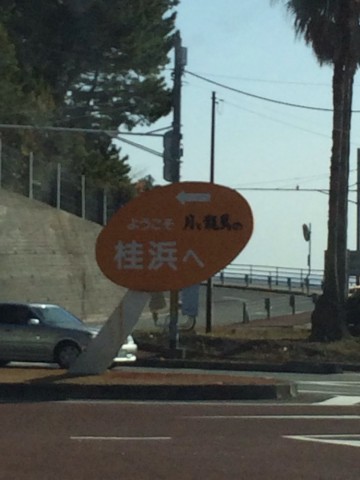 ←
ようこそ 月と龍馬の
桂浜へ